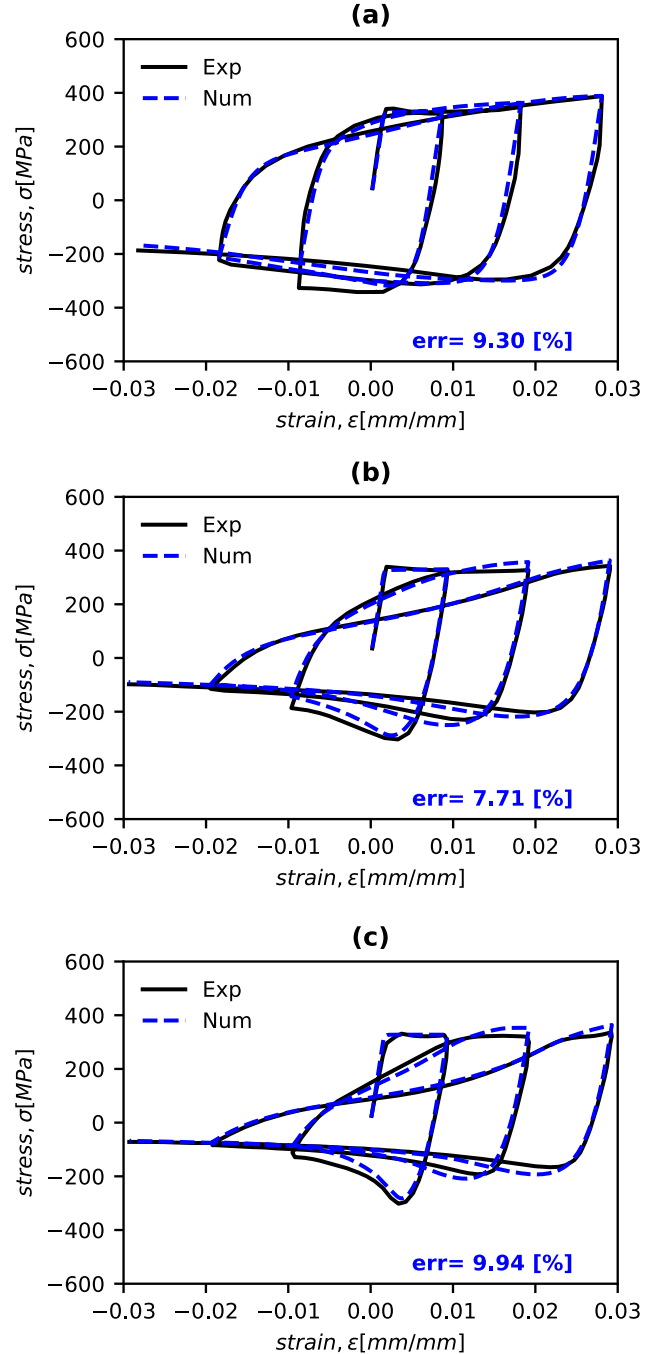 (a)
600
400
200
0
−200
−400
−600
stress, σ[MPa]
Exp
Num
err= 9.30 [%]
−0.03 −0.02 −0.01 0.00 0.01 0.02 0.03
strain, ε[mm/mm]
(b)
600
400
200
0
−200
−400
−600
stress, σ[MPa]
Exp
Num
err= 7.71 [%]
−0.03 −0.02 −0.01 0.00 0.01 0.02 0.03
strain, ε[mm/mm]
(c)
600
400
200
0
−200
−400
−600
stress, σ[MPa]
Exp
Num
err= 9.94 [%]
−0.03 −0.02 −0.01 0.00 0.01 0.02 0.03
strain, ε[mm/mm]